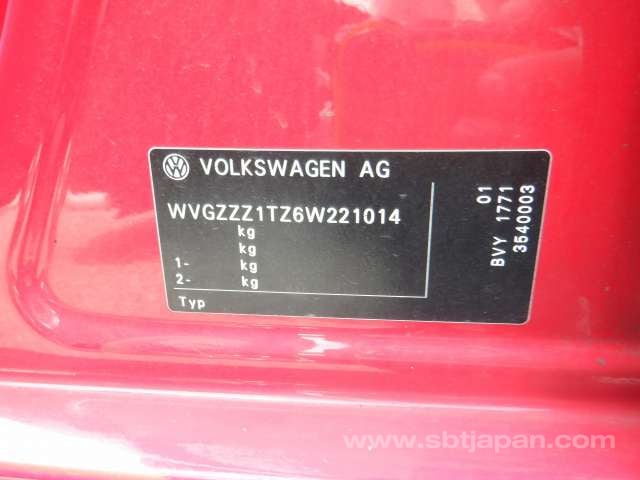 VOLKSWAGEN AG
WVGZZZ1TZ6W221014
kg
kg
1- kg
2- kg
Typ
01
BVY 1771
3540003
www.sbtjapan.com